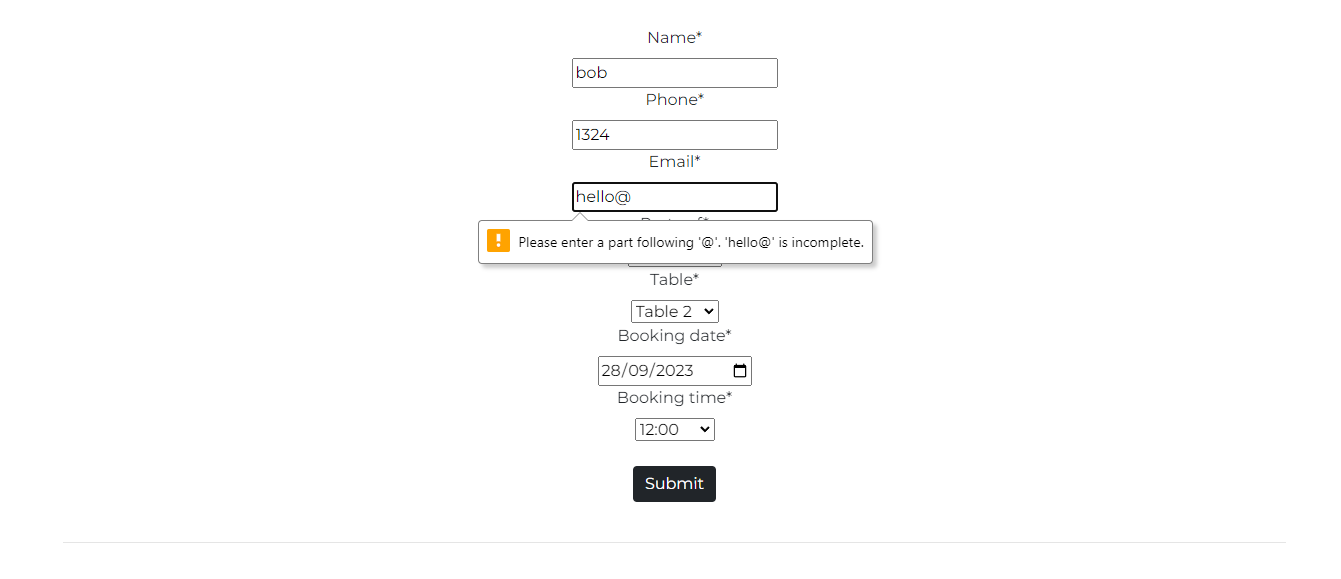 Name*
bob
Phone*
1324
Email*
hello@
Please enter a part following '@'. 'hello@' is incomplete.
Table*
Table 2
Booking date*
28/09/2023
Booking time*
12:00
Submit